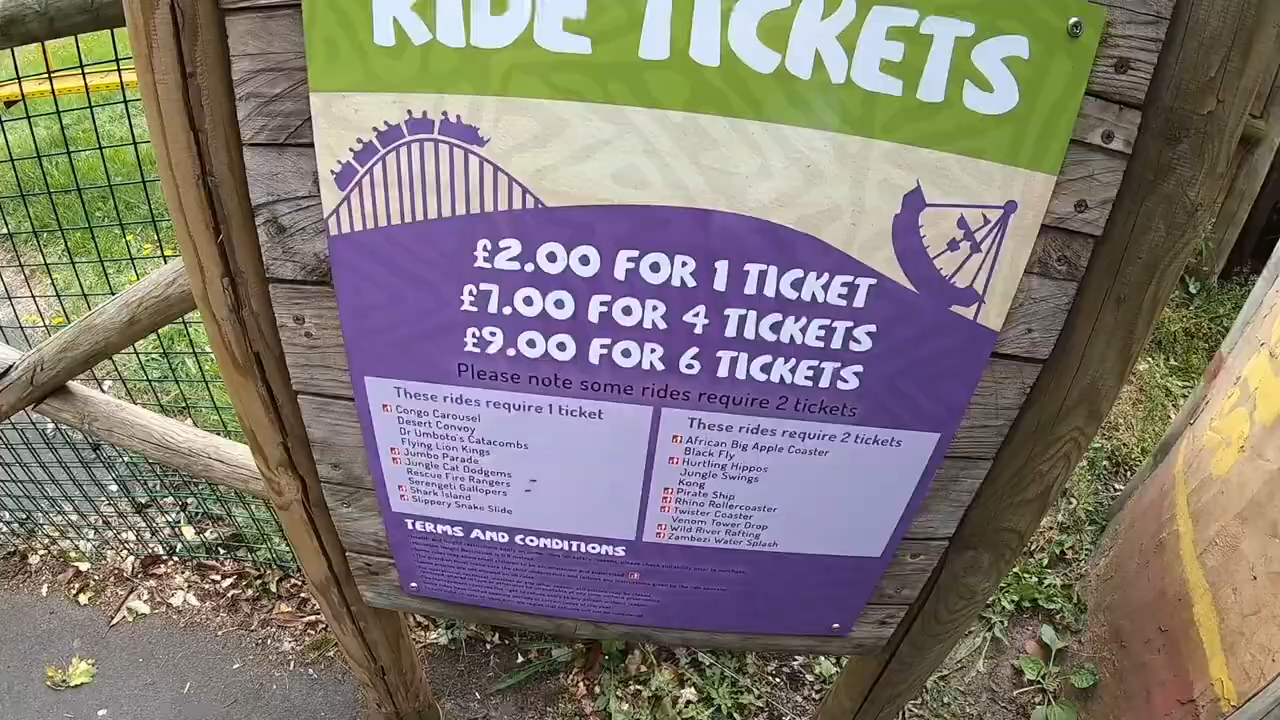 RIDE TICKETS
£2.00 FOR 1 TICKET
£7.00 FOR 4 TICKETS
£9.00 FOR 6 TICKETS
Please note some rides require 2 tickets
These rides require 1 ticket
Congo Carousel
Desert Convoy
Dr Umboto's Catacombs
Flying Lion Kings
Jumbo Parade
Jungle Cat Dodgems
Rescue Fire Rangers
Serengeti Gallopers
Shark Island
Slippery Snake Slide
These rides require 2 tickets
African Big Apple Coaster
Black Fly
Hurtling Hippos
Jungle Swings
Kong
Pirate Ship
Rhino Rollercoaster
Twister Coaster
Venom Tower Drop
Wild River Rafting
Zambezi Water Splash
TERMS AND CONDITIONS